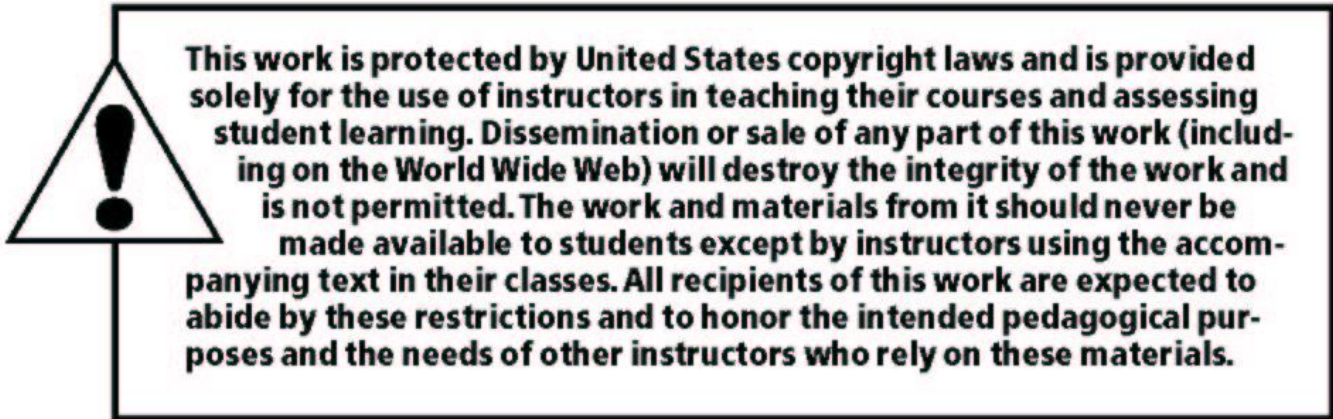 This work is protected by United States copyright laws and is provided
solely for the use of instructors in teaching their courses and assessing
student learning. Dissemination or sale of any part of this work (includ-
ing on the World Wide Web) will destroy the integrity of the work and
is not permitted. The work and materials from it should never be
made available to students except by instructors using the accom-
panying text in their classes. All recipients of this work are expected to
abide by these restrictions and to honor the intended pedagogical pur-
poses and the needs of other instructors who rely on these materials.